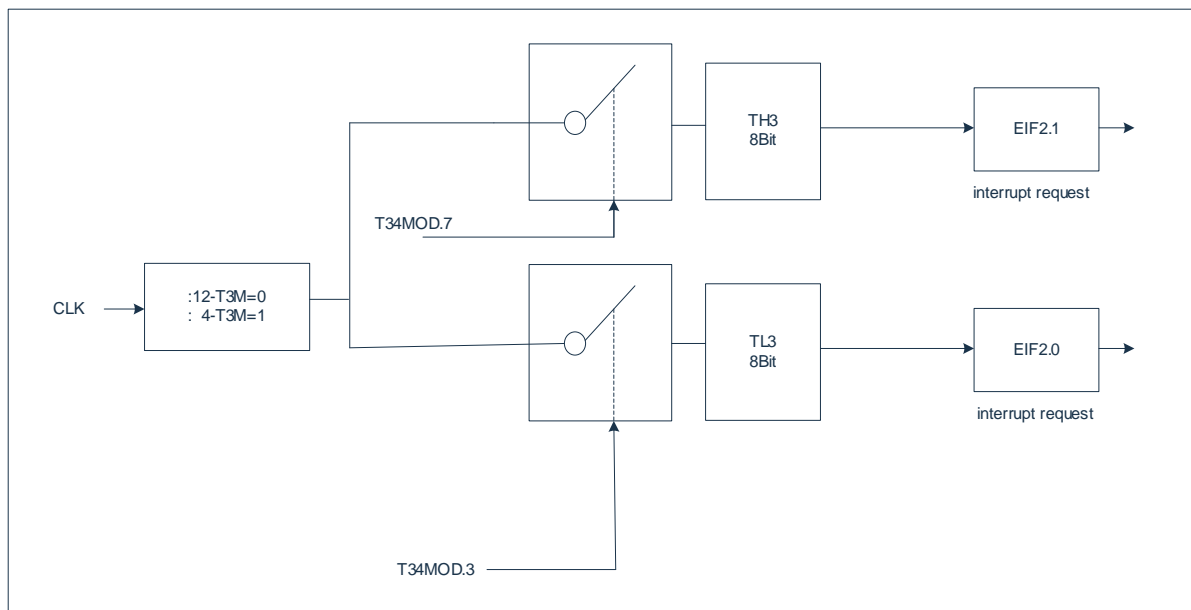 TH3
8Bit
EIF2.1
interrupt request
T34MOD.7
CLK
:12-T3M=0
: 4-T3M=1
TL3
8Bit
EIF2.0
interrupt request
T34MOD.3